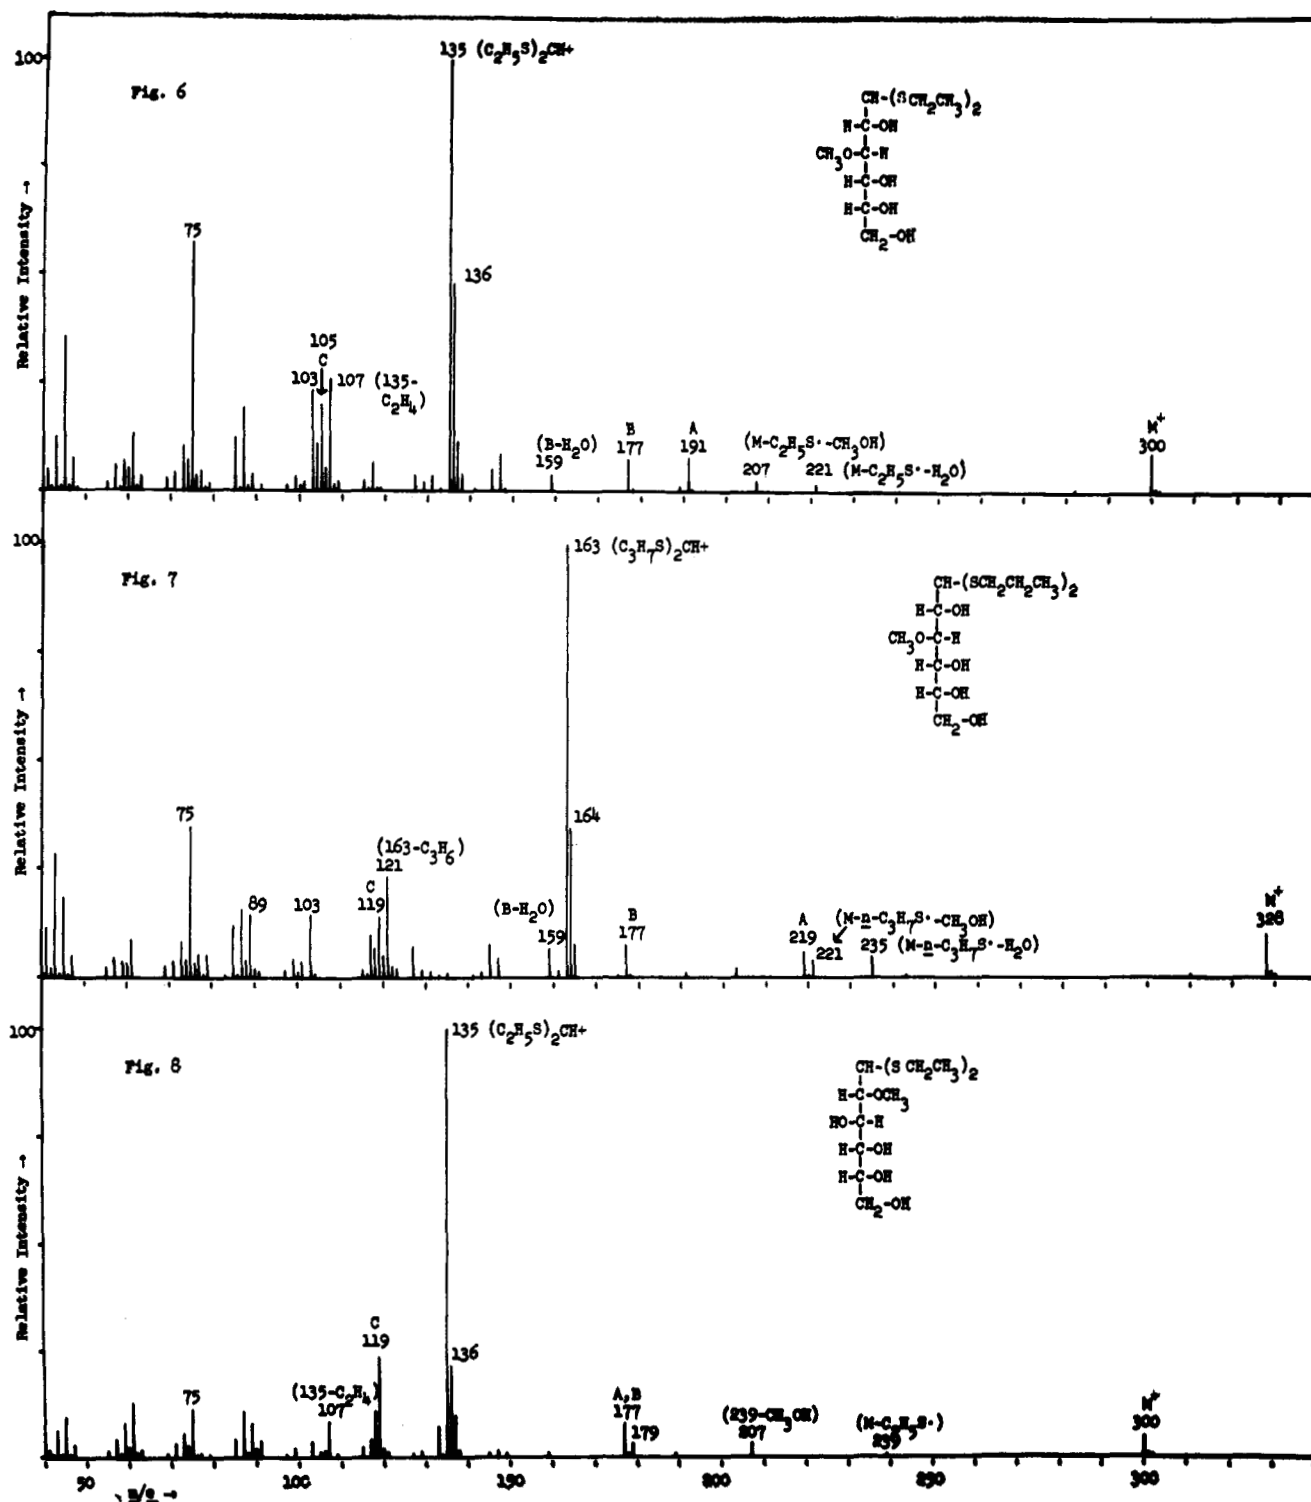 100
Fig. 6
Relative Intensity →
135 (C2H5S)2CH+
CH-(SCH2CH3)2
H-C-OH
CH3O-C-H
H-C-OH
H-C-OH
CH2-OH
75
136
105
C
103
107 (135-
C2H4)
(B-H2O)
159
B
177
A
191
(M-C2H5S·-CH3OH)
207
221 (M-C2H5S·-H2O)
M+
300
100
Fig. 7
Relative Intensity →
163 (C3H7S)2CH+
CH-(SCH2CH2CH3)2
H-C-OH
CH3O-C-H
H-C-OH
H-C-OH
CH2-OH
75
164
(163-C3H6)
121
89
103
C
119
(B-H2O)
159
B
177
A
219
(M-n-C3H7S·-CH3OH)
221
235 (M-n-C3H7S·-H2O)
M+
328
100
Fig. 8
Relative Intensity →
135 (C2H5S)2CH+
CH-(SCH2CH3)2
H-C-OCH3
HO-C-H
H-C-OH
H-C-OH
CH2-OH
75
(135-C2H4)
107
C
119
136
A,B
177
179
(239-CH3OH)
207
(M-C2H5S·)
239
M+
300
50 100 150 200 250 300
m/e →